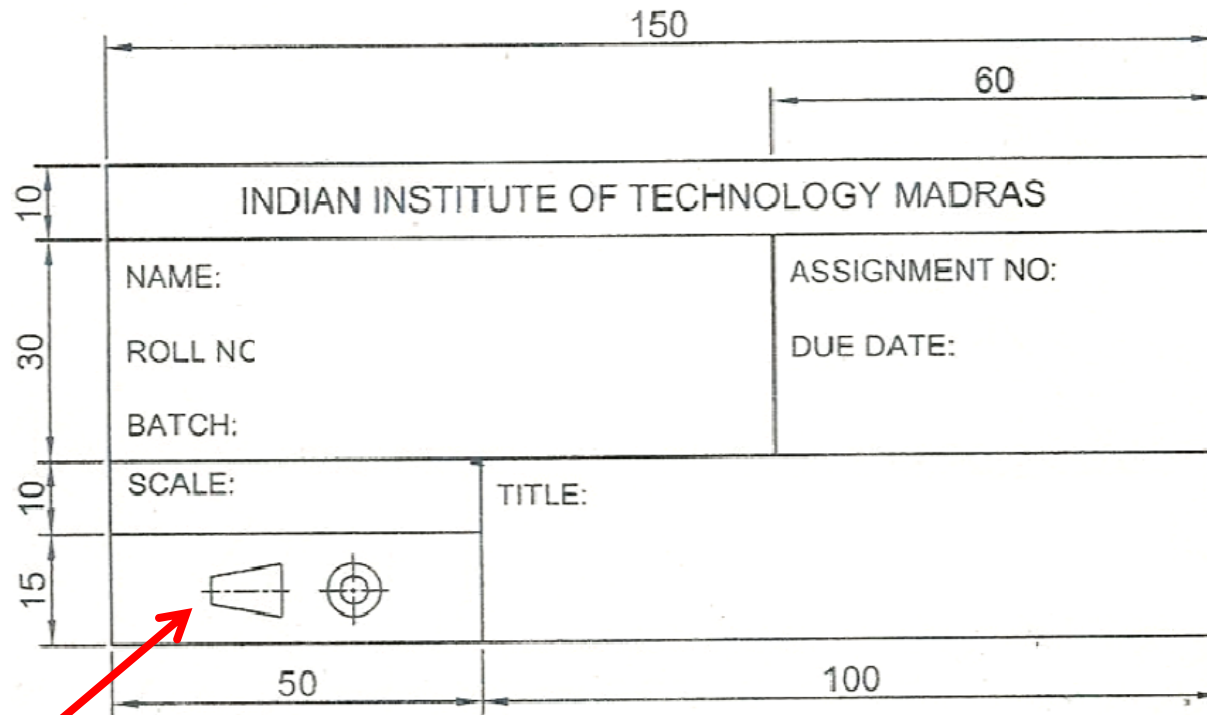 150
60
10
INDIAN INSTITUTE OF TECHNOLOGY MADRAS
30
NAME:
ASSIGNMENT NO:
ROLL NC
DUE DATE:
BATCH:
10
SCALE:
TITLE:
15
50
100